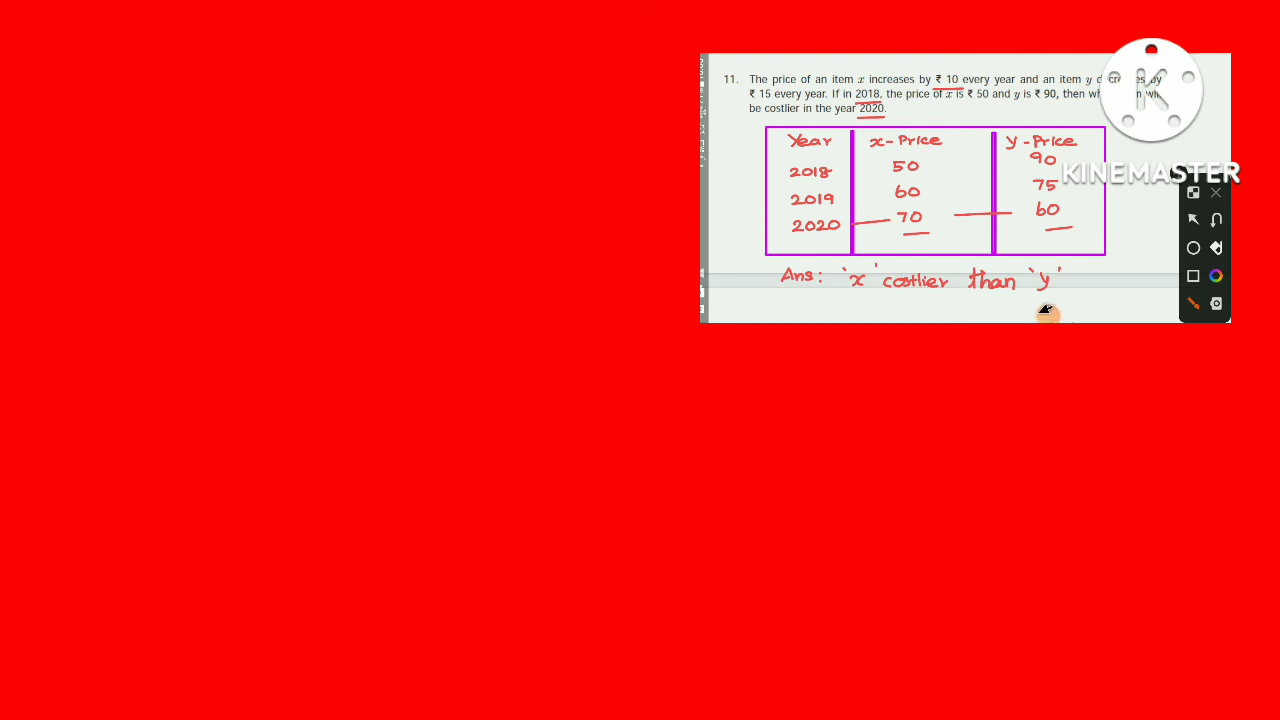 11. The price of an item x increases by ₹ 10 every year and an item y by
₹ 15 every year. If in 2018, the price of x is ₹ 50 and y is ₹ 90, then
be costlier in the year 2020.
Year x-Price y-Price
2018 50 90
2019 60 75
2020 70 60
Ans: 'x' costlier than 'y'
KINEMASTER